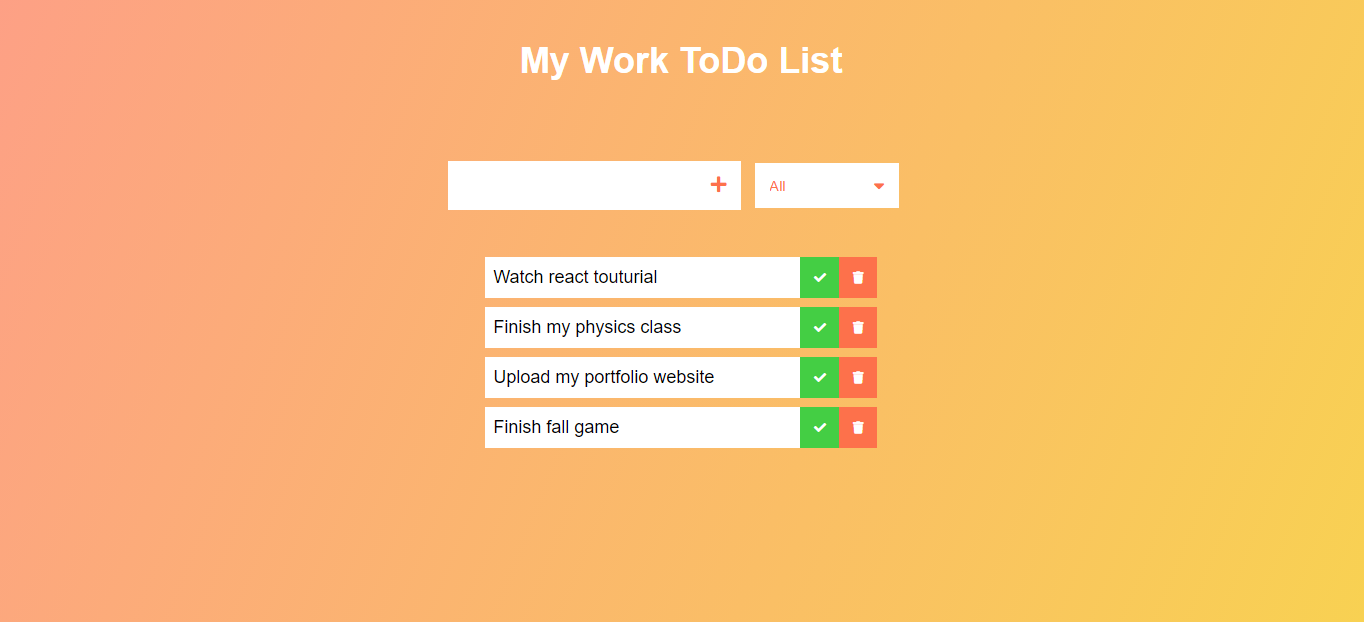 My Work ToDo List
All
Watch react touturial
Finish my physics class
Upload my portfolio website
Finish fall game